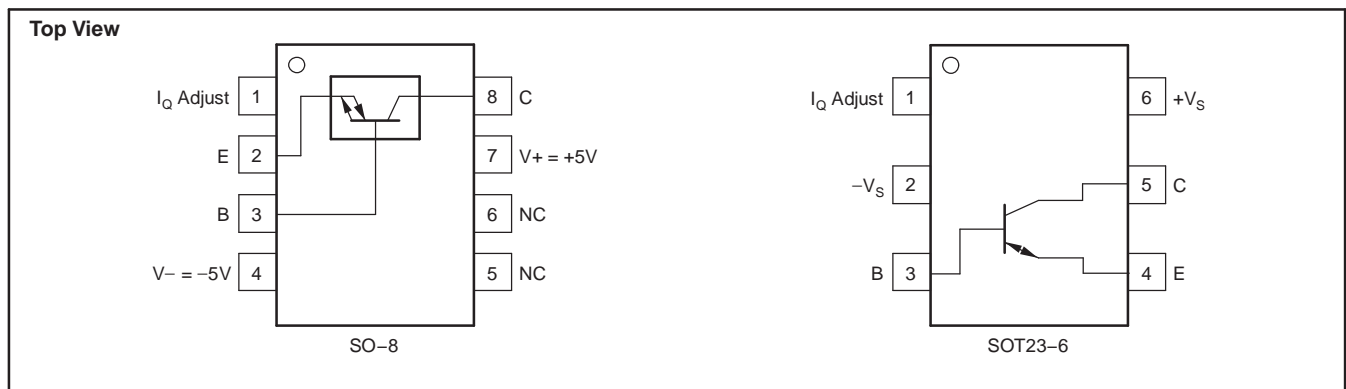 Top View
I_Q Adjust 1
E 2
B 3
V− = −5V 4
8 C
7 V+ = +5V
6 NC
5 NC
SO−8
I_Q Adjust 1
−V_S 2
B 3
6 +V_S
5 C
4 E
SOT23−6